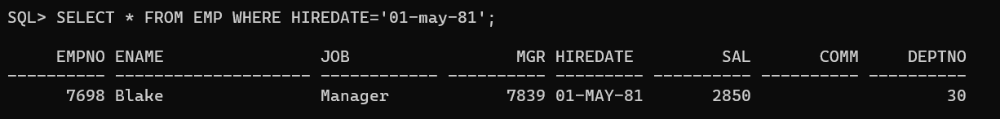 SQL> SELECT * FROM EMP WHERE HIREDATE='01-may-81';
     EMPNO ENAME                JOB                 MGR HIREDATE         SAL       COMM     DEPTNO
---------- -------------------- ------------ ---------- --------- ---------- ---------- ----------
      7698 Blake                Manager            7839 01-MAY-81       2850                    30